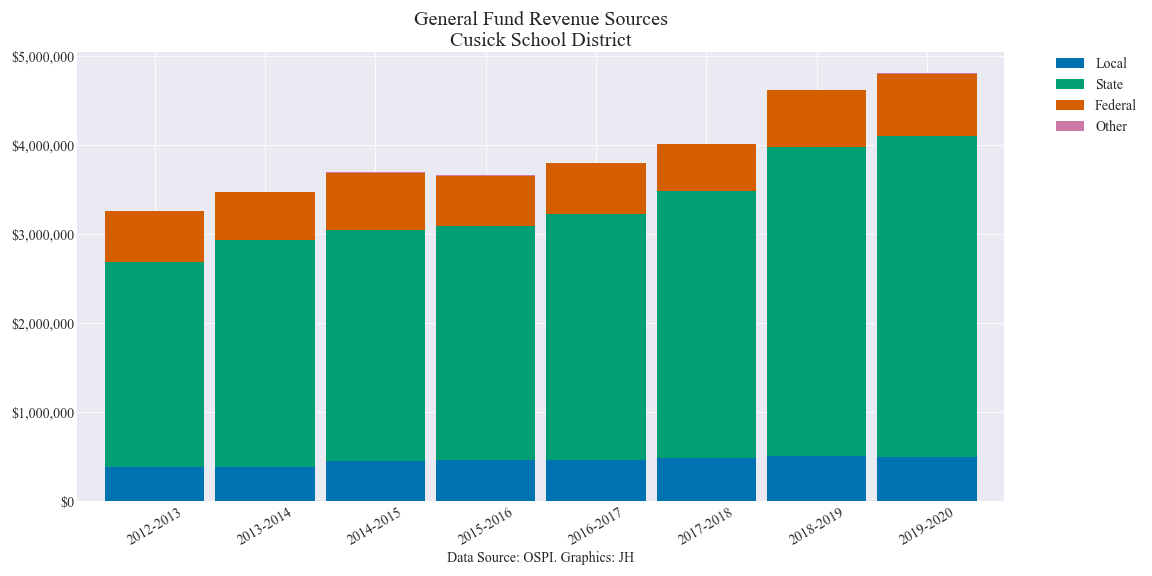 General Fund Revenue Sources
Cusick School District
$5,000,000
$4,000,000
$3,000,000
$2,000,000
$1,000,000
$0
Local
State
Federal
Other
2012-2013
2013-2014
2014-2015
2015-2016
2016-2017
2017-2018
2018-2019
2019-2020
Data Source: OSPI. Graphics: JH